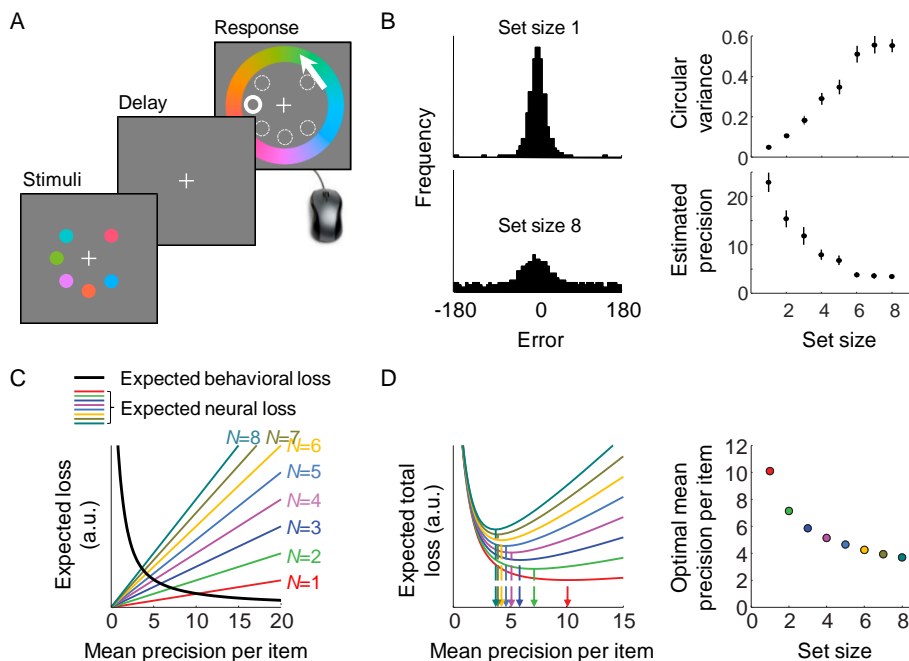 A
Response
Delay
Stimuli
B
Set size 1
Set size 8
Frequency
-180
0
180
Error
Circular
variance
0.6
0.4
0.2
0
Estimated
precision
20
10
0
2
4
6
8
Set size
C
Expected behavioral loss
Expected neural loss
N=8
N=7
N=6
N=5
N=4
N=3
N=2
N=1
Expected loss
(a.u.)
0
5
10
15
20
Mean precision per item
D
Expected total
loss (a.u.)
0
5
10
15
Mean precision per item
Optimal mean
precision per item
12
10
8
6
4
2
0
0
2
4
6
8
Set size